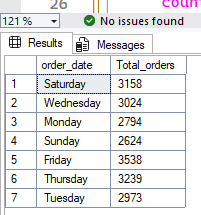 26
count
121 %
No issues found
Results Messages
order_date Total_orders
1 Saturday 3158
2 Wednesday 3024
3 Monday 2794
4 Sunday 2624
5 Friday 3538
6 Thursday 3239
7 Tuesday 2973